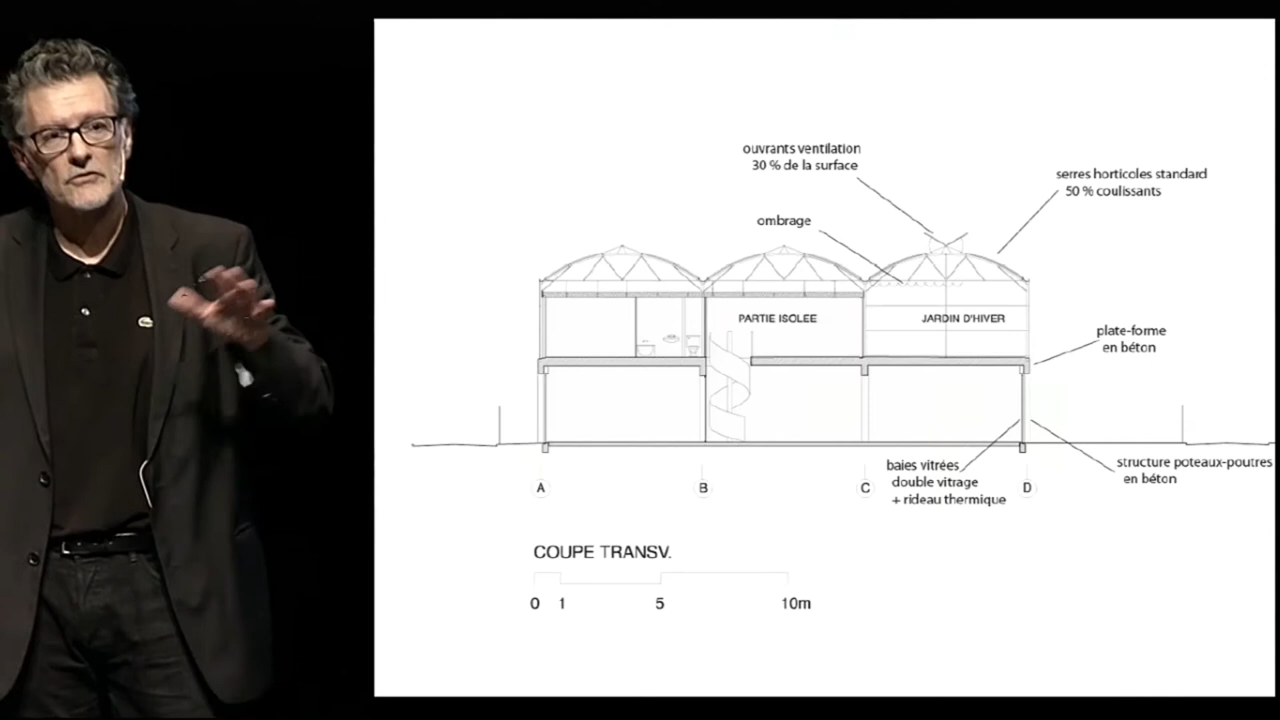 ouvrants ventilation
30 % de la surface
serres horticoles standard
50 % coulissants
ombrage
PARTIE ISOLEE
JARDIN D'HIVER
plate-forme
en béton
baies vitrées
double vitrage
+ rideau thermique
structure poteaux-poutres
en béton
A
B
C
D
COUPE TRANSV.
0 1 5 10m